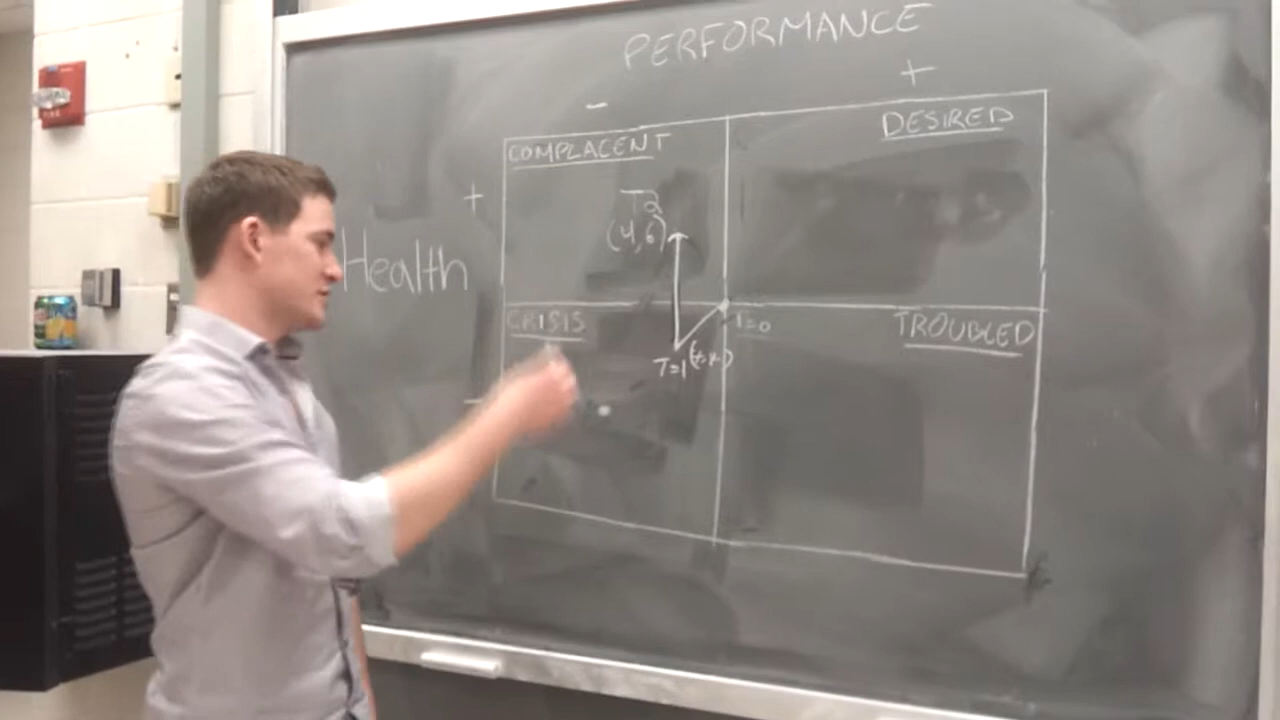 PERFORMANCE
- +
COMPLACENT DESIRED
+
T2
(4,6)
Health
CRISIS T=0 TROUBLED
T=1
-